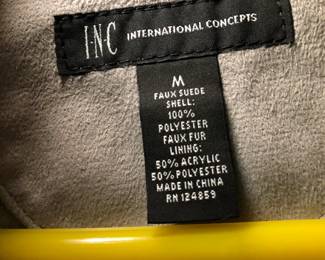 I·N·C INTERNATIONAL CONCEPTS
M
FAUX SUEDE
SHELL:
100%
POLYESTER
FAUX FUR
LINING:
50% ACRYLIC
50% POLYESTER
MADE IN CHINA
RN 124859